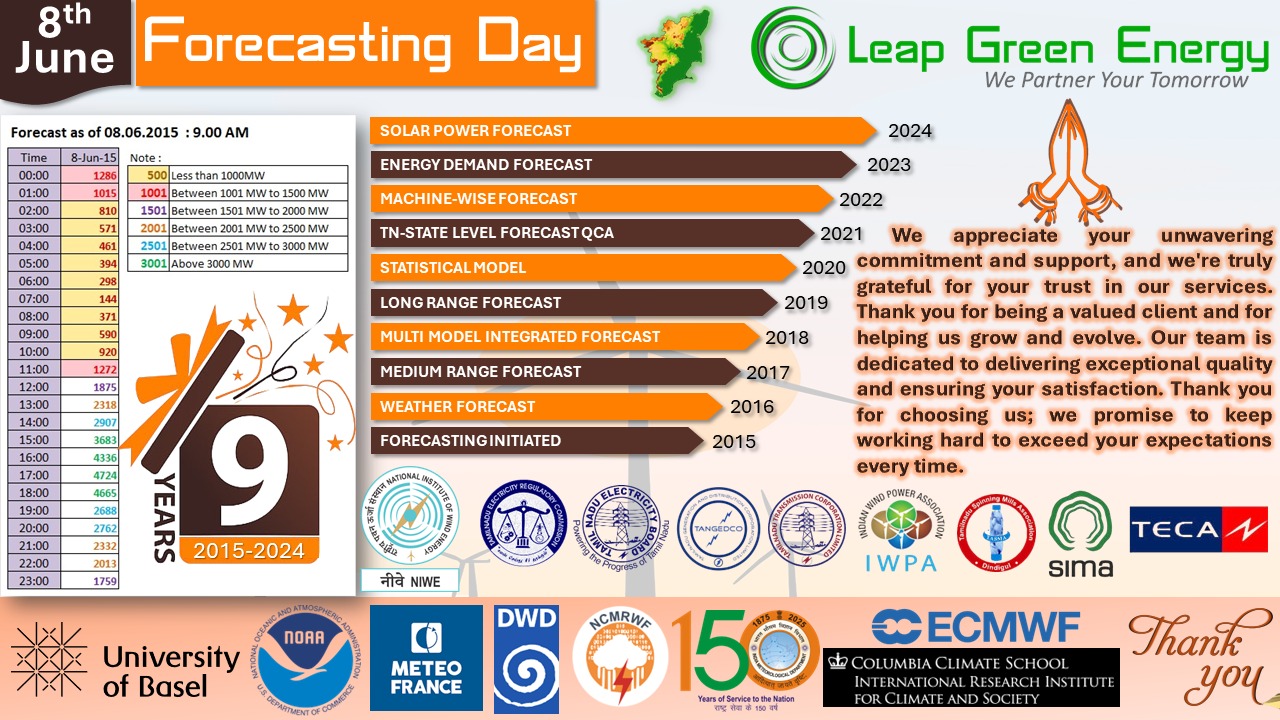 8th
June
Forecasting Day
Leap Green Energy
We Partner Your Tomorrow
Forecast as of 08.06.2015 : 9.00 AM
Time 8-Jun-15
00:00 1286
01:00 1015
02:00 810
03:00 571
04:00 461
05:00 394
06:00 298
07:00 144
08:00 371
09:00 590
10:00 920
11:00 1272
12:00 1875
13:00 2318
14:00 2907
15:00 3683
16:00 4336
17:00 4724
18:00 4665
19:00 2688
20:00 2762
21:00 2332
22:00 2013
23:00 1759
Note :
500 Less than 1000MW
1001 Between 1001 MW to 1500 MW
1501 Between 1501 MW to 2000 MW
2001 Between 2001 MW to 2500 MW
2501 Between 2501 MW to 3000 MW
3001 Above 3000 MW
9
YEARS
2015-2024
SOLAR POWER FORECAST 2024
ENERGY DEMAND FORECAST 2023
MACHINE-WISE FORECAST 2022
TN-STATE LEVEL FORECAST QCA 2021
STATISTICAL MODEL 2020
LONG RANGE FORECAST 2019
MULTI MODEL INTEGRATED FORECAST 2018
MEDIUM RANGE FORECAST 2017
WEATHER FORECAST 2016
FORECASTING INITIATED 2015
We appreciate your unwavering
commitment and support, and we're truly
grateful for your trust in our services.
Thank you for being a valued client and for
helping us grow and evolve. Our team is
dedicated to delivering exceptional quality
and ensuring your satisfaction. Thank you
for choosing us; we promise to keep
working hard to exceed your expectations
every time.
NATIONAL INSTITUTE OF WIND ENERGY
नीवे NIWE
TAMILNADU ELECTRICITY REGULATORY COMMISSION
TAMIL NADU ELECTRICITY BOARD
Powering the Progress of Tamil Nadu
TANGEDCO
TAMILNADU TRANSMISSION CORPORATION LIMITED
INDIAN WIND POWER ASSOCIATION
IWPA
Tamilnadu Spinning Mills Association
TASMA
Dindigul
sima
TECA
University
of Basel
NATIONAL OCEANIC AND ATMOSPHERIC ADMINISTRATION
NOAA
U.S. DEPARTMENT OF COMMERCE
METEO
FRANCE
DWD
NCMRWF
150
1875 2025
Years of Service to the Nation
राष्ट्र सेवा के 150 वर्ष
ECMWF
COLUMBIA CLIMATE SCHOOL
INTERNATIONAL RESEARCH INSTITUTE
FOR CLIMATE AND SOCIETY
Thank
you